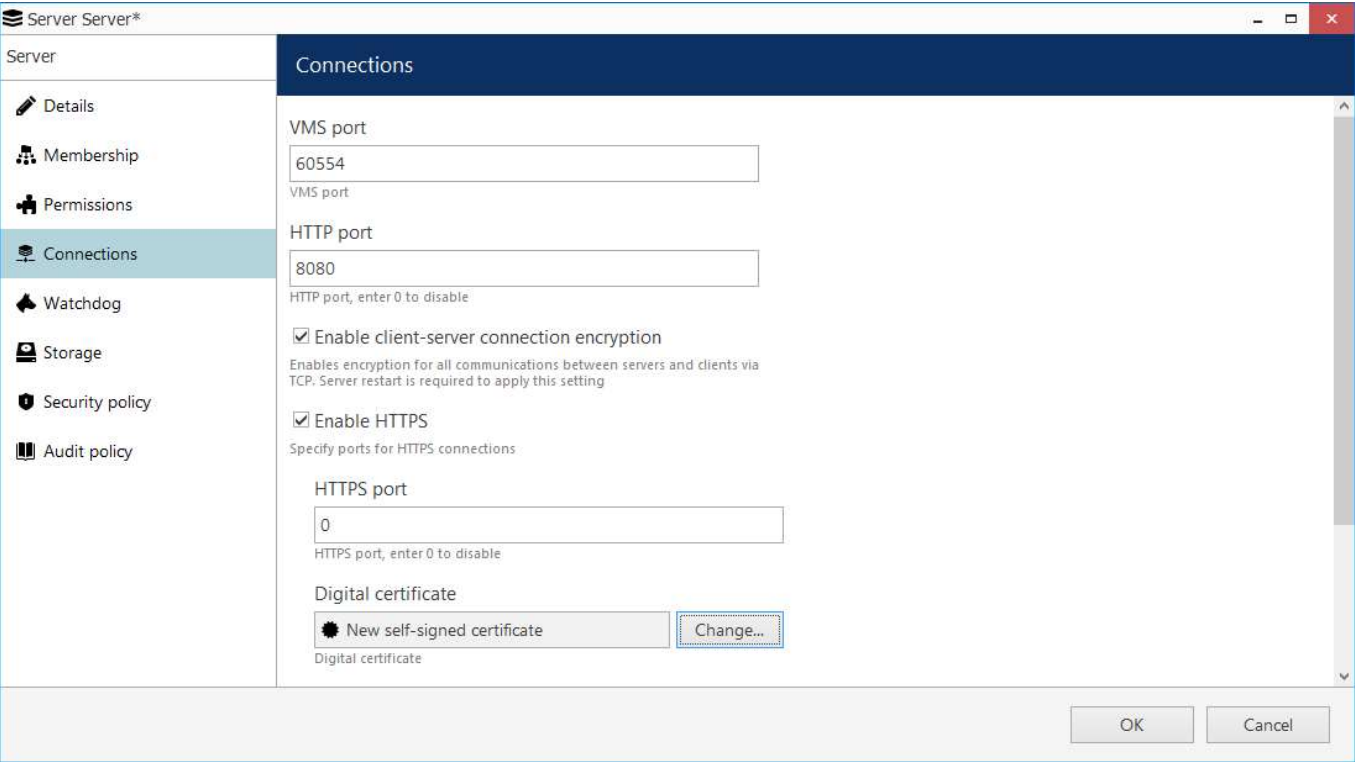 Server Server*
Server
Details
Membership
Permissions
Connections
Watchdog
Storage
Security policy
Audit policy
Connections
VMS port
60554
VMS port
HTTP port
8080
HTTP port, enter 0 to disable
Enable client-server connection encryption
Enables encryption for all communications between servers and clients via
TCP. Server restart is required to apply this setting
Enable HTTPS
Specify ports for HTTPS connections
HTTPS port
0
HTTPS port, enter 0 to disable
Digital certificate
New self-signed certificate
Change...
Digital certificate
OK
Cancel